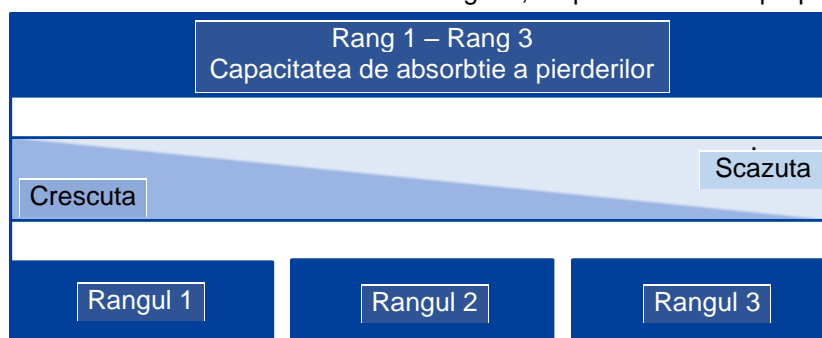 Rang 1 – Rang 3
Capacitatea de absorbtie a pierderilor
Scazuta
Crescuta
Rangul 1
Rangul 2
Rangul 3